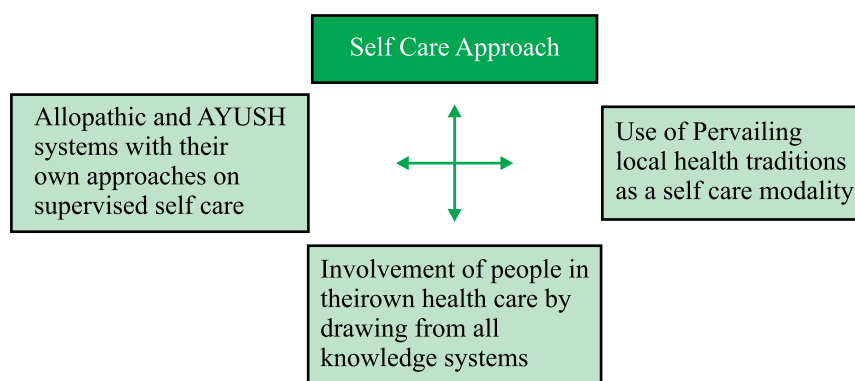 Self Care Approach
Allopathic and AYUSH
systems with their
own approaches on
supervised self care
Use of Pervailing
local health traditions
as a self care modality
Involvement of people in
theirown health care by
drawing from all
knowledge systems